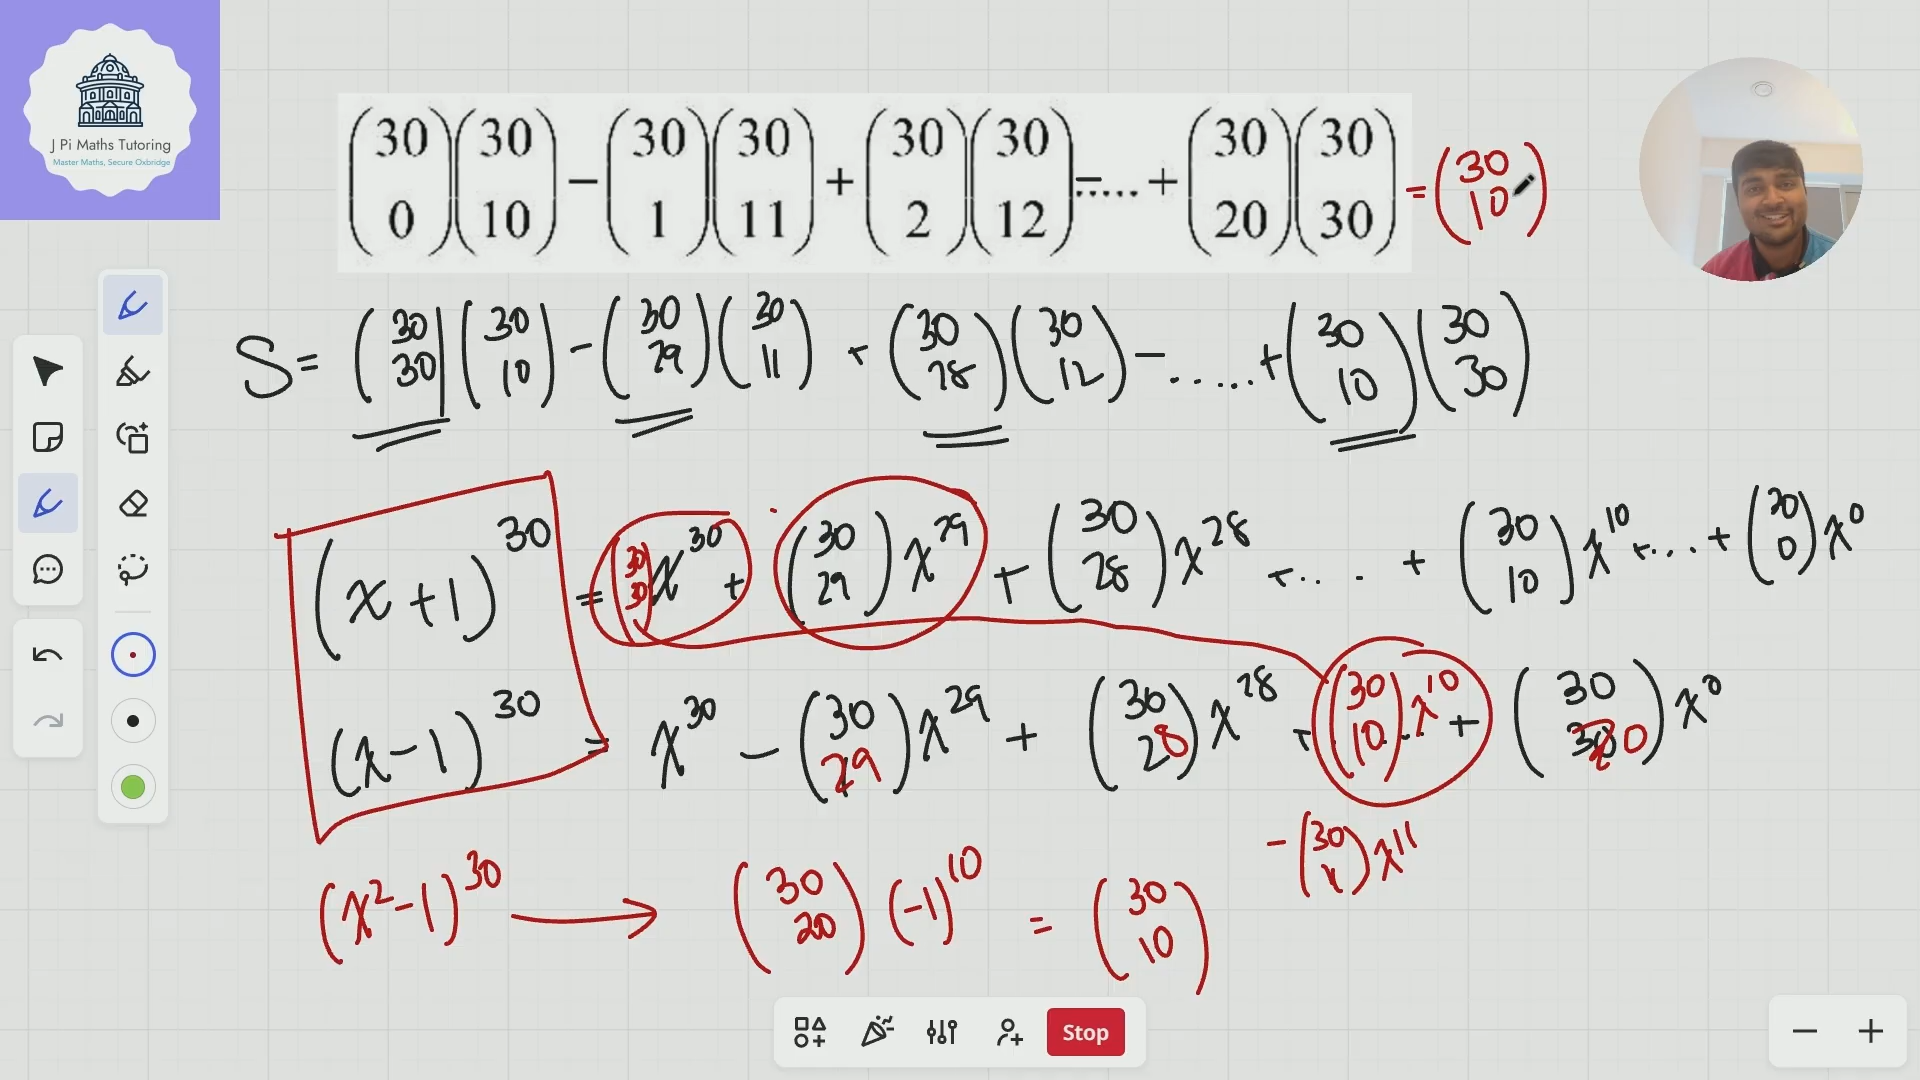 J Pi Maths Tutoring
Master Maths, Secure Oxbridge
(30 0)(30 10) − (30 1)(30 11) + (30 2)(30 12) −..... + (30 20)(30 30) = (30 10)
S = (30 30)(30 10) − (30 29)(30 11) + (30 28)(30 12) − ..... + (30 10)(30 30)
(x+1)^30 = (30 30)x^30 + (30 29)x^29 + (30 28)x^28 + ... . + (30 10)x^10 + ... + (30 0)x^0
(x−1)^30 = x^30 − (30 29)x^29 + (30 28)x^28 + (30 10)x^10 + (30 0)x^0
− (30 11)x^11
(x²−1)^30 ⟶ (30 20)(−1)^10 = (30 10)
Stop